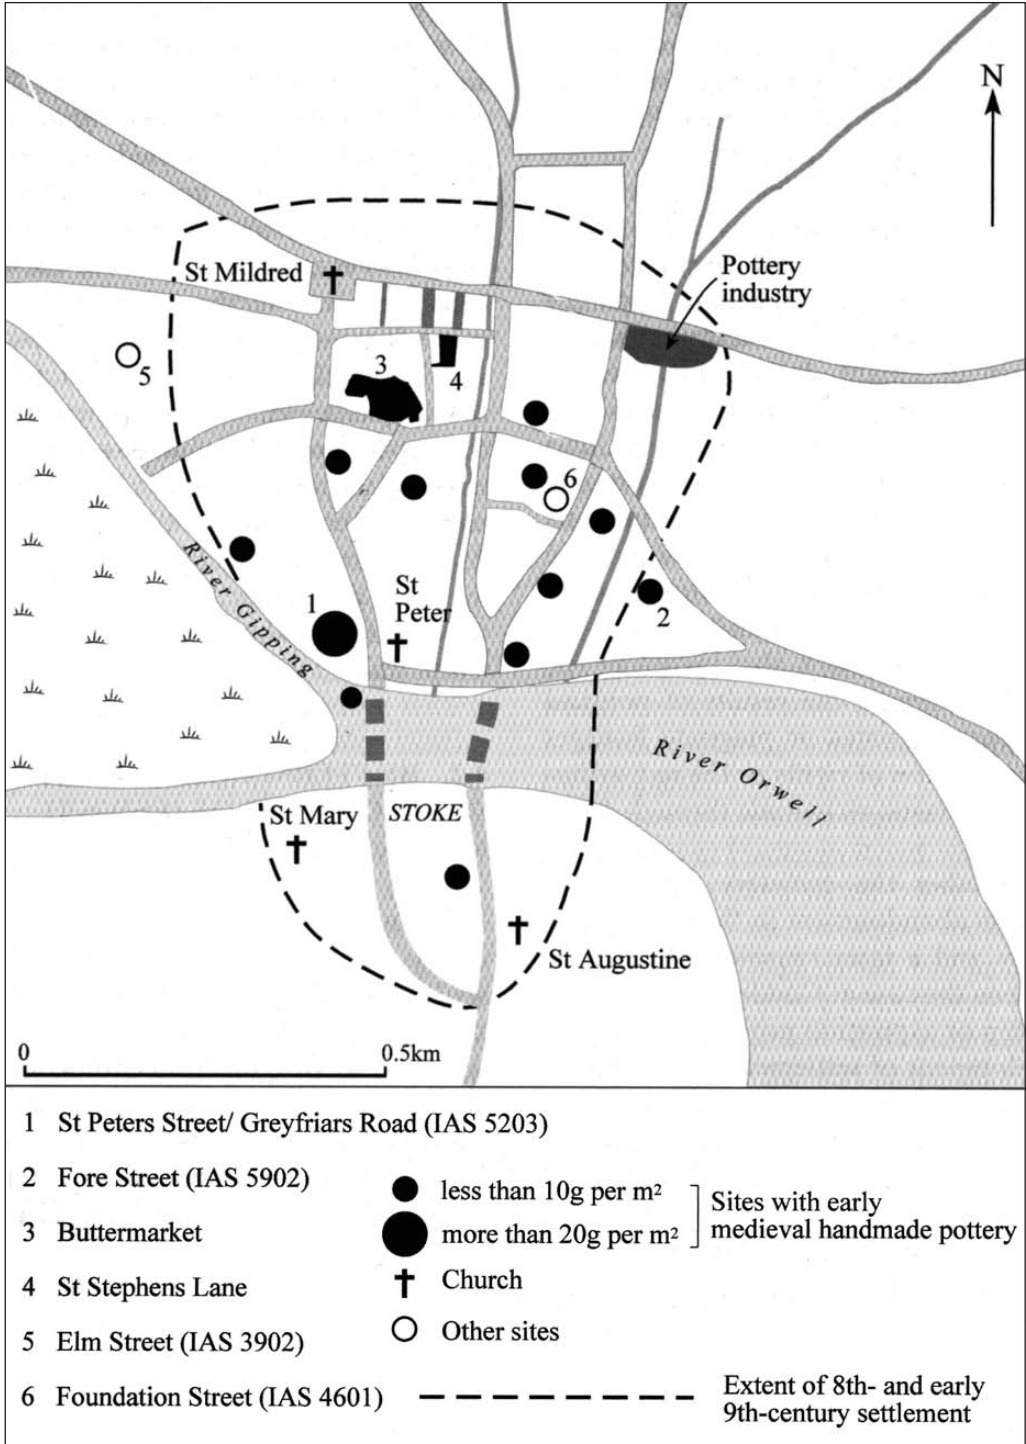 N
St Mildred
Pottery
industry
5
3
4
6
1
St
Peter
2
River Gipping
River Orwell
St Mary
STOKE
St Augustine
0
0.5km
1 St Peters Street/ Greyfriars Road (IAS 5203)
2 Fore Street (IAS 5902)
3 Buttermarket
4 St Stephens Lane
5 Elm Street (IAS 3902)
6 Foundation Street (IAS 4601)
less than 10g per m²
more than 20g per m²
Sites with early
medieval handmade pottery
Church
Other sites
Extent of 8th- and early
9th-century settlement